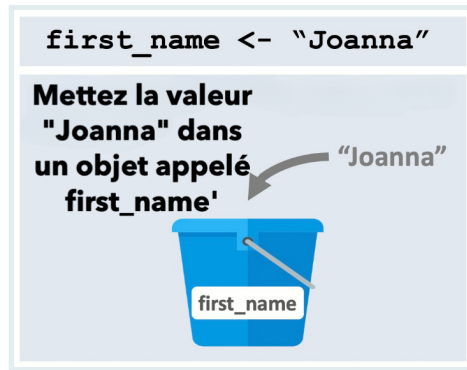 first_name <- “Joanna”
Mettez la valeur
"Joanna" dans
un objet appelé
first_name'
“Joanna”
first_name